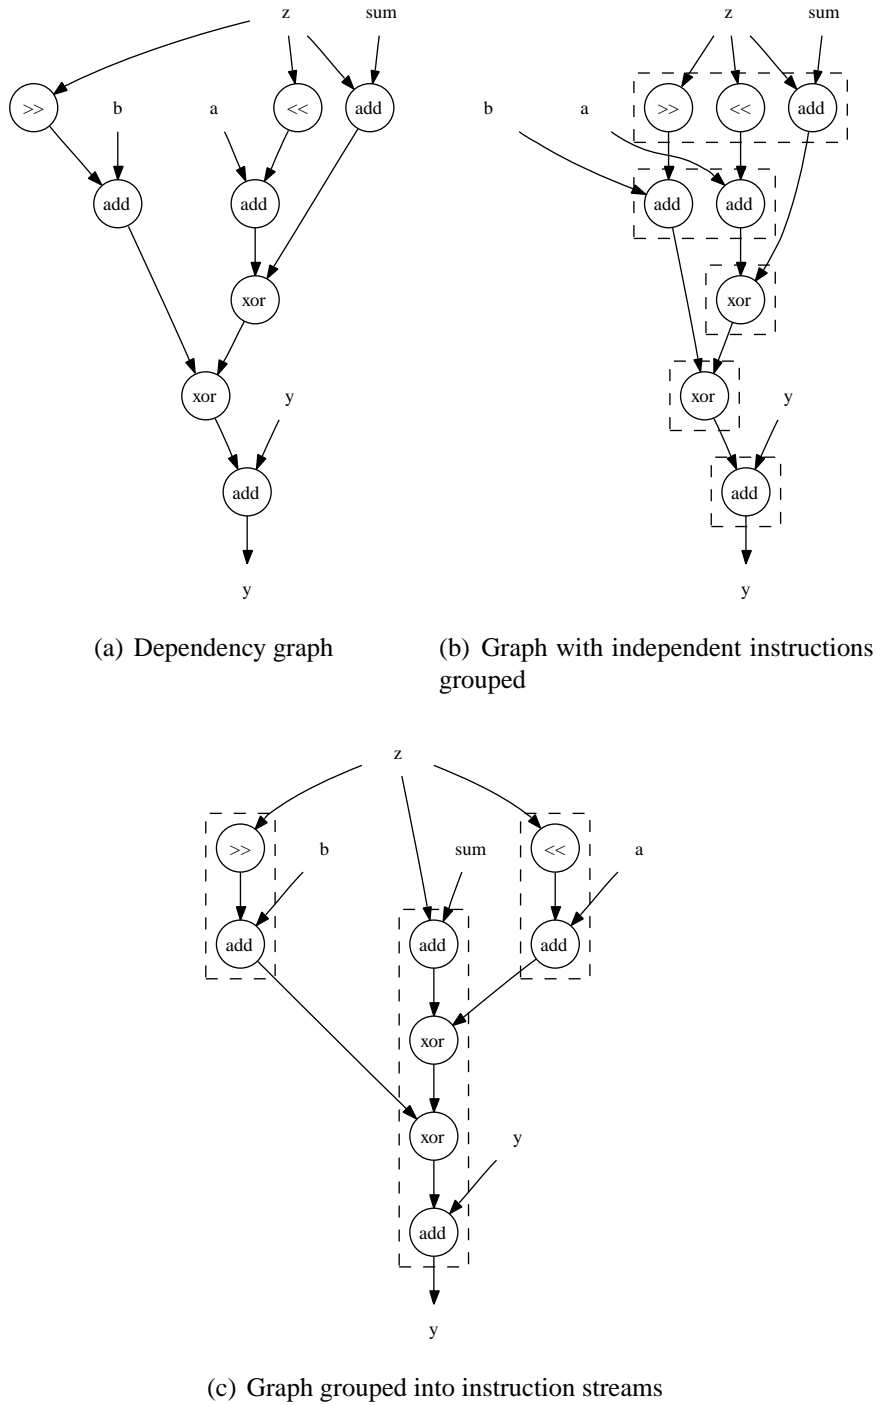 z sum
>> b a << add
add add
xor
xor y
add
y
(a) Dependency graph
z sum
b a >> << add
add add
xor
xor y
add
y
(b) Graph with independent instructions
grouped
z
>> b sum << a
add add add
xor
xor y
add
y
(c) Graph grouped into instruction streams